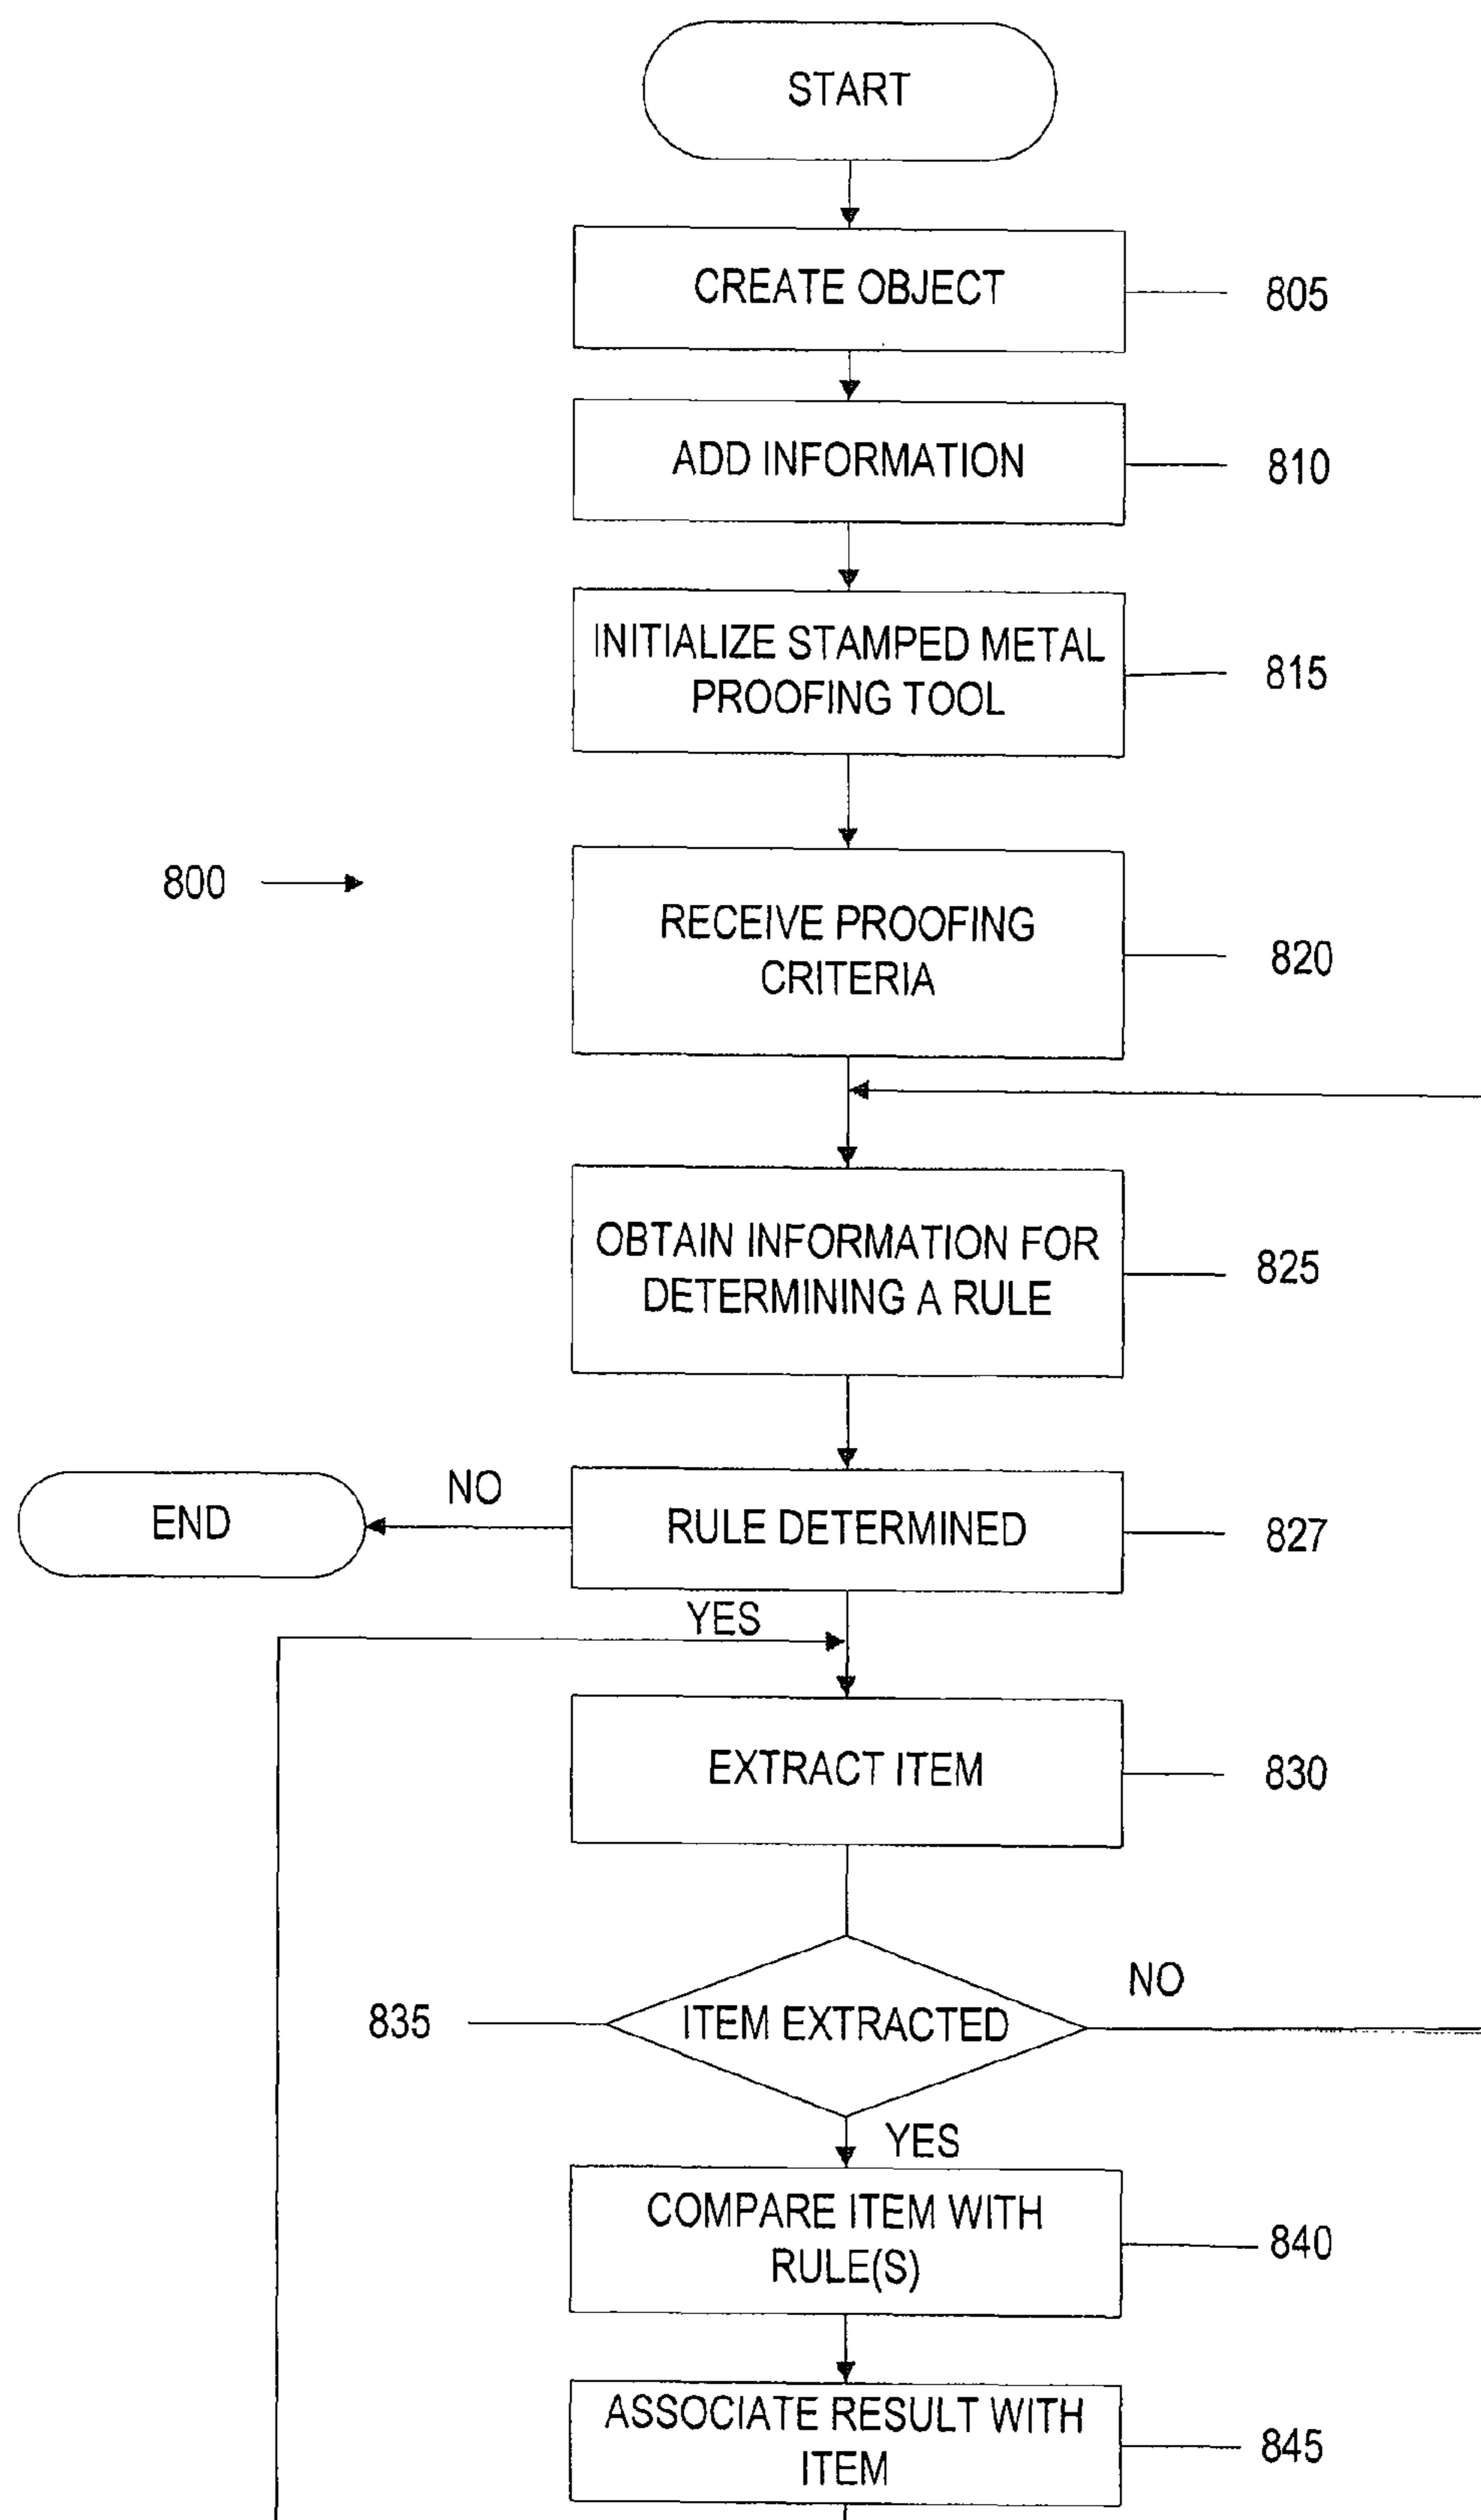 START
CREATE OBJECT
805
ADD INFORMATION
810
INITIALIZE STAMPED METAL
PROOFING TOOL
815
800
RECEIVE PROOFING
CRITERIA
820
OBTAIN INFORMATION FOR
DETERMINING A RULE
825
END
NO
RULE DETERMINED
827
YES
EXTRACT ITEM
830
835
ITEM EXTRACTED
NO
YES
COMPARE ITEM WITH
RULE(S)
840
ASSOCIATE RESULT WITH
ITEM
845